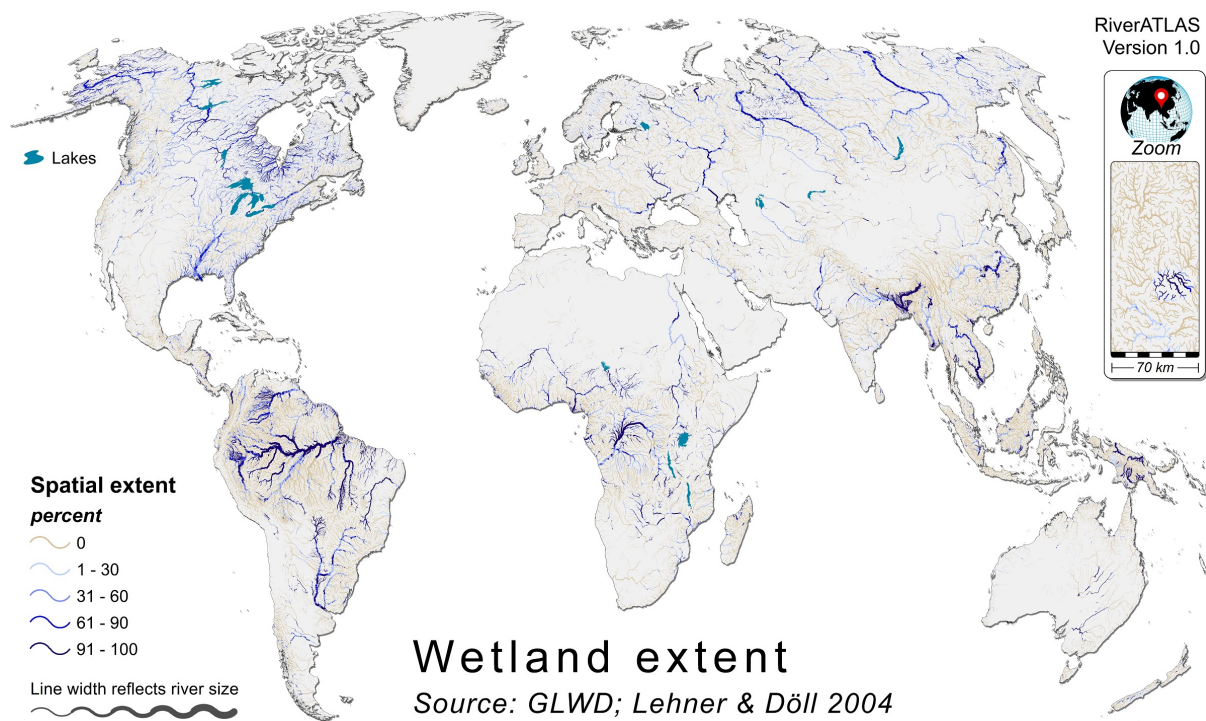 RiverATLAS
Version 1.0
Zoom
70 km
Lakes
Spatial extent
percent
0
1 - 30
31 - 60
61 - 90
91 - 100
Line width reflects river size
Wetland extent
Source: GLWD; Lehner & Döll 2004